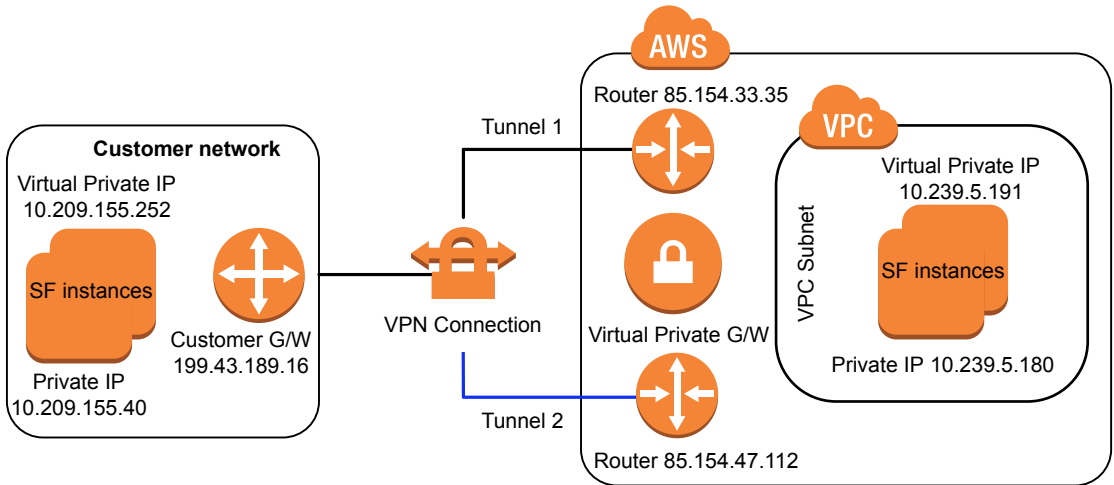 AWS
Router 85.154.33.35
Tunnel 1
VPC
Customer network
Virtual Private IP
10.209.155.252
SF instances
Customer G/W
199.43.189.16
Private IP
10.209.155.40
VPN Connection
Virtual Private G/W
Tunnel 2
Router 85.154.47.112
VPC Subnet
Virtual Private IP
10.239.5.191
SF instances
Private IP 10.239.5.180